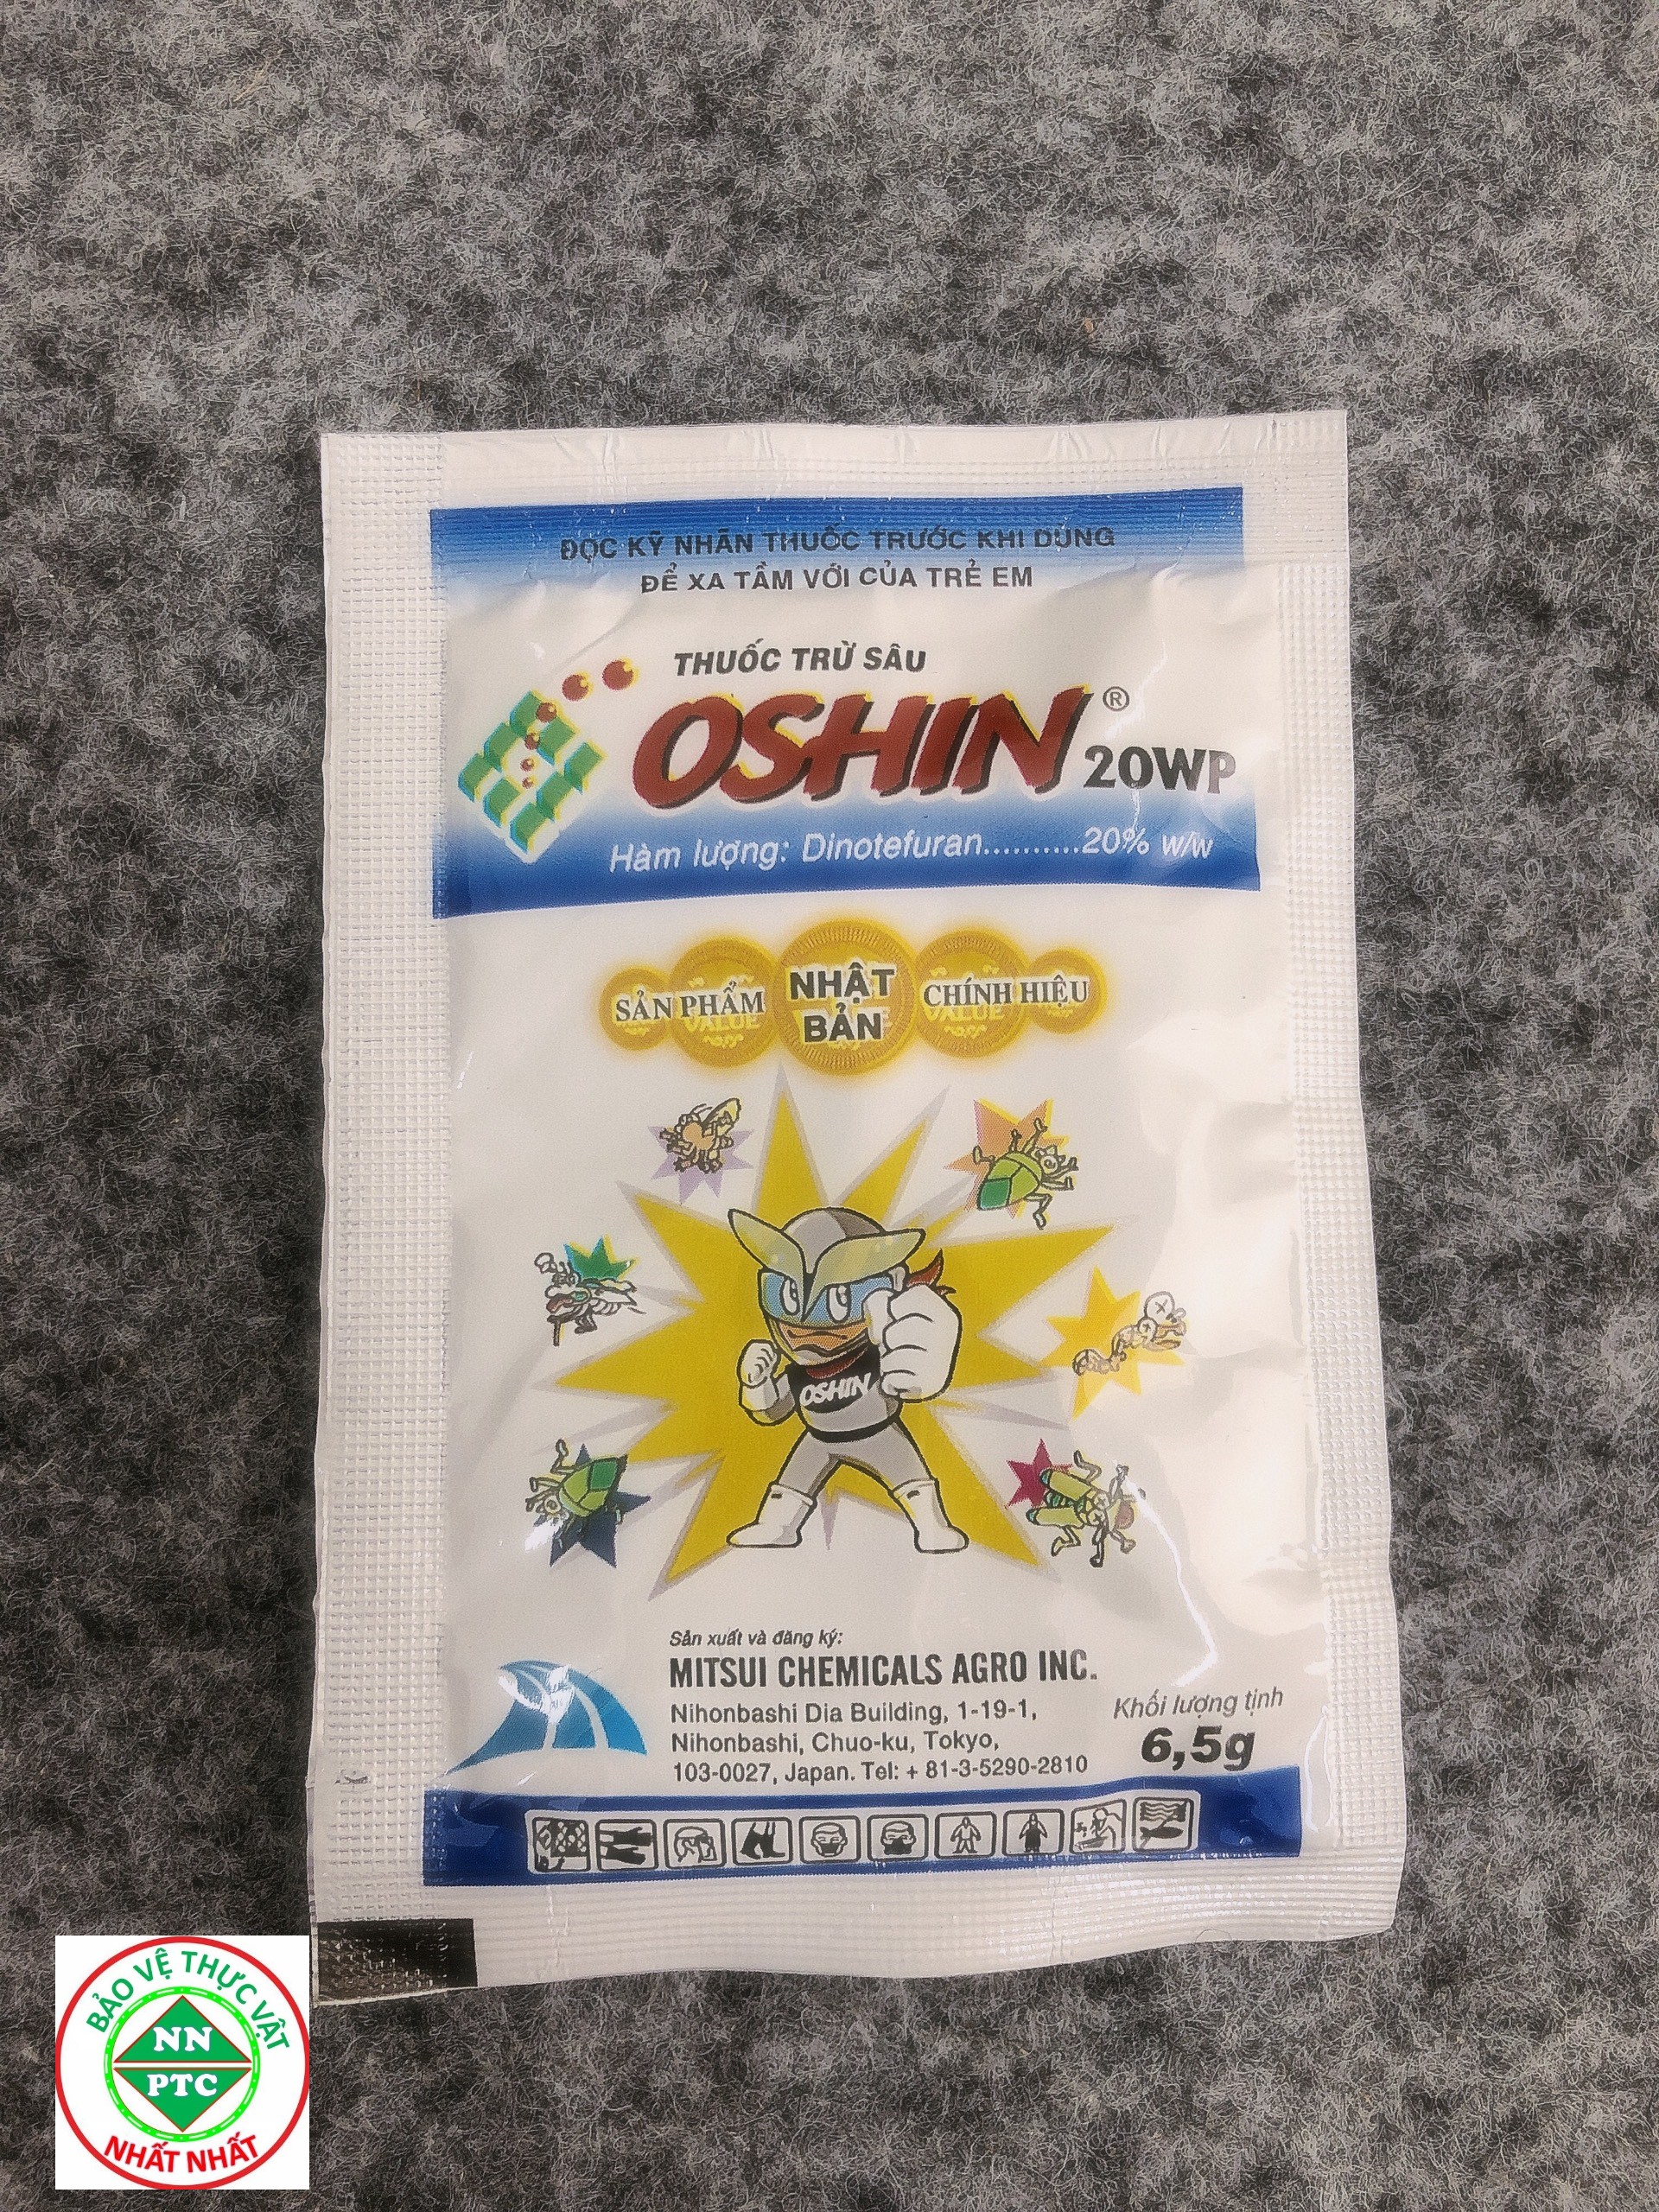 ĐỌC KỸ NHÃN THUỐC TRƯỚC KHI DÙNG
ĐỂ XA TẦM VỚI CỦA TRẺ EM
THUỐC TRỪ SÂU
OSHIN® 20WP
Hàm lượng: Dinotefuran..........20% w/w
SẢN PHẨM NHẬT BẢN CHÍNH HIỆU
VALUE VALUE
OSHIN
Sản xuất và đăng ký:
MITSUI CHEMICALS AGRO INC.
Nihonbashi Dia Building, 1-19-1,
Nihonbashi, Chuo-ku, Tokyo,
103-0027, Japan. Tel: + 81-3-5290-2810
Khối lượng tịnh
6,5g
BẢO VỆ THỰC VẬT
NN
PTC
NHẤT NHẤT